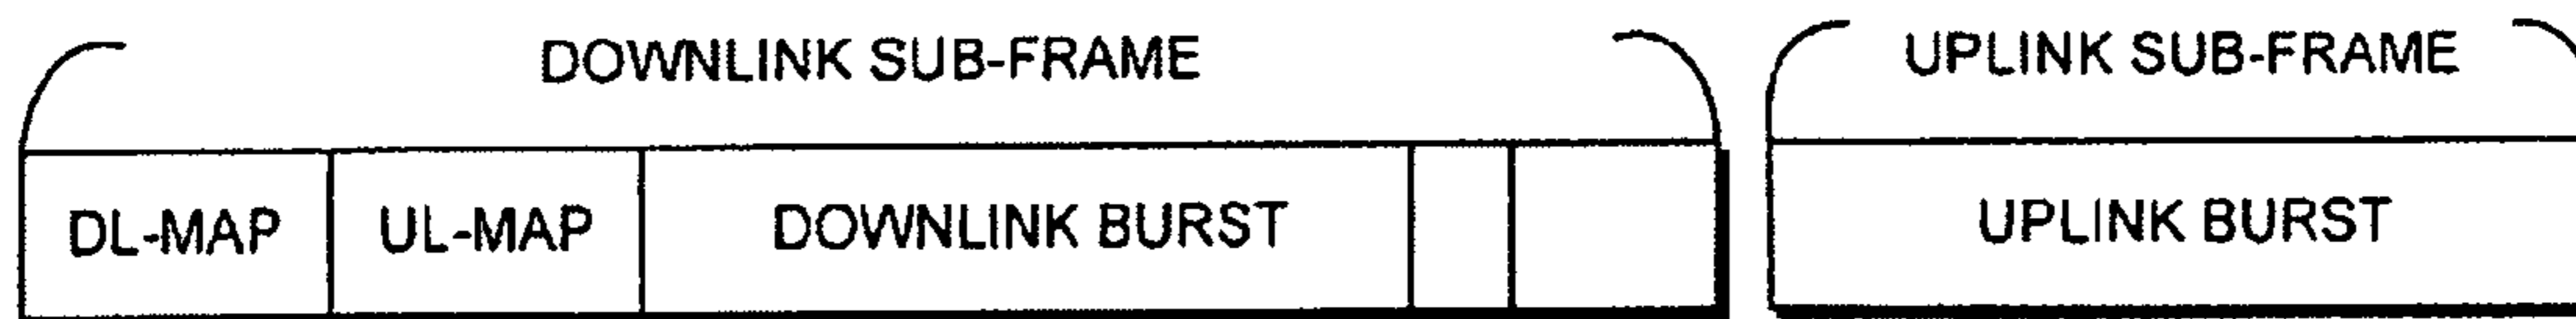 DOWNLINK SUB-FRAME UPLINK SUB-FRAME
DL-MAP UL-MAP DOWNLINK BURST UPLINK BURST